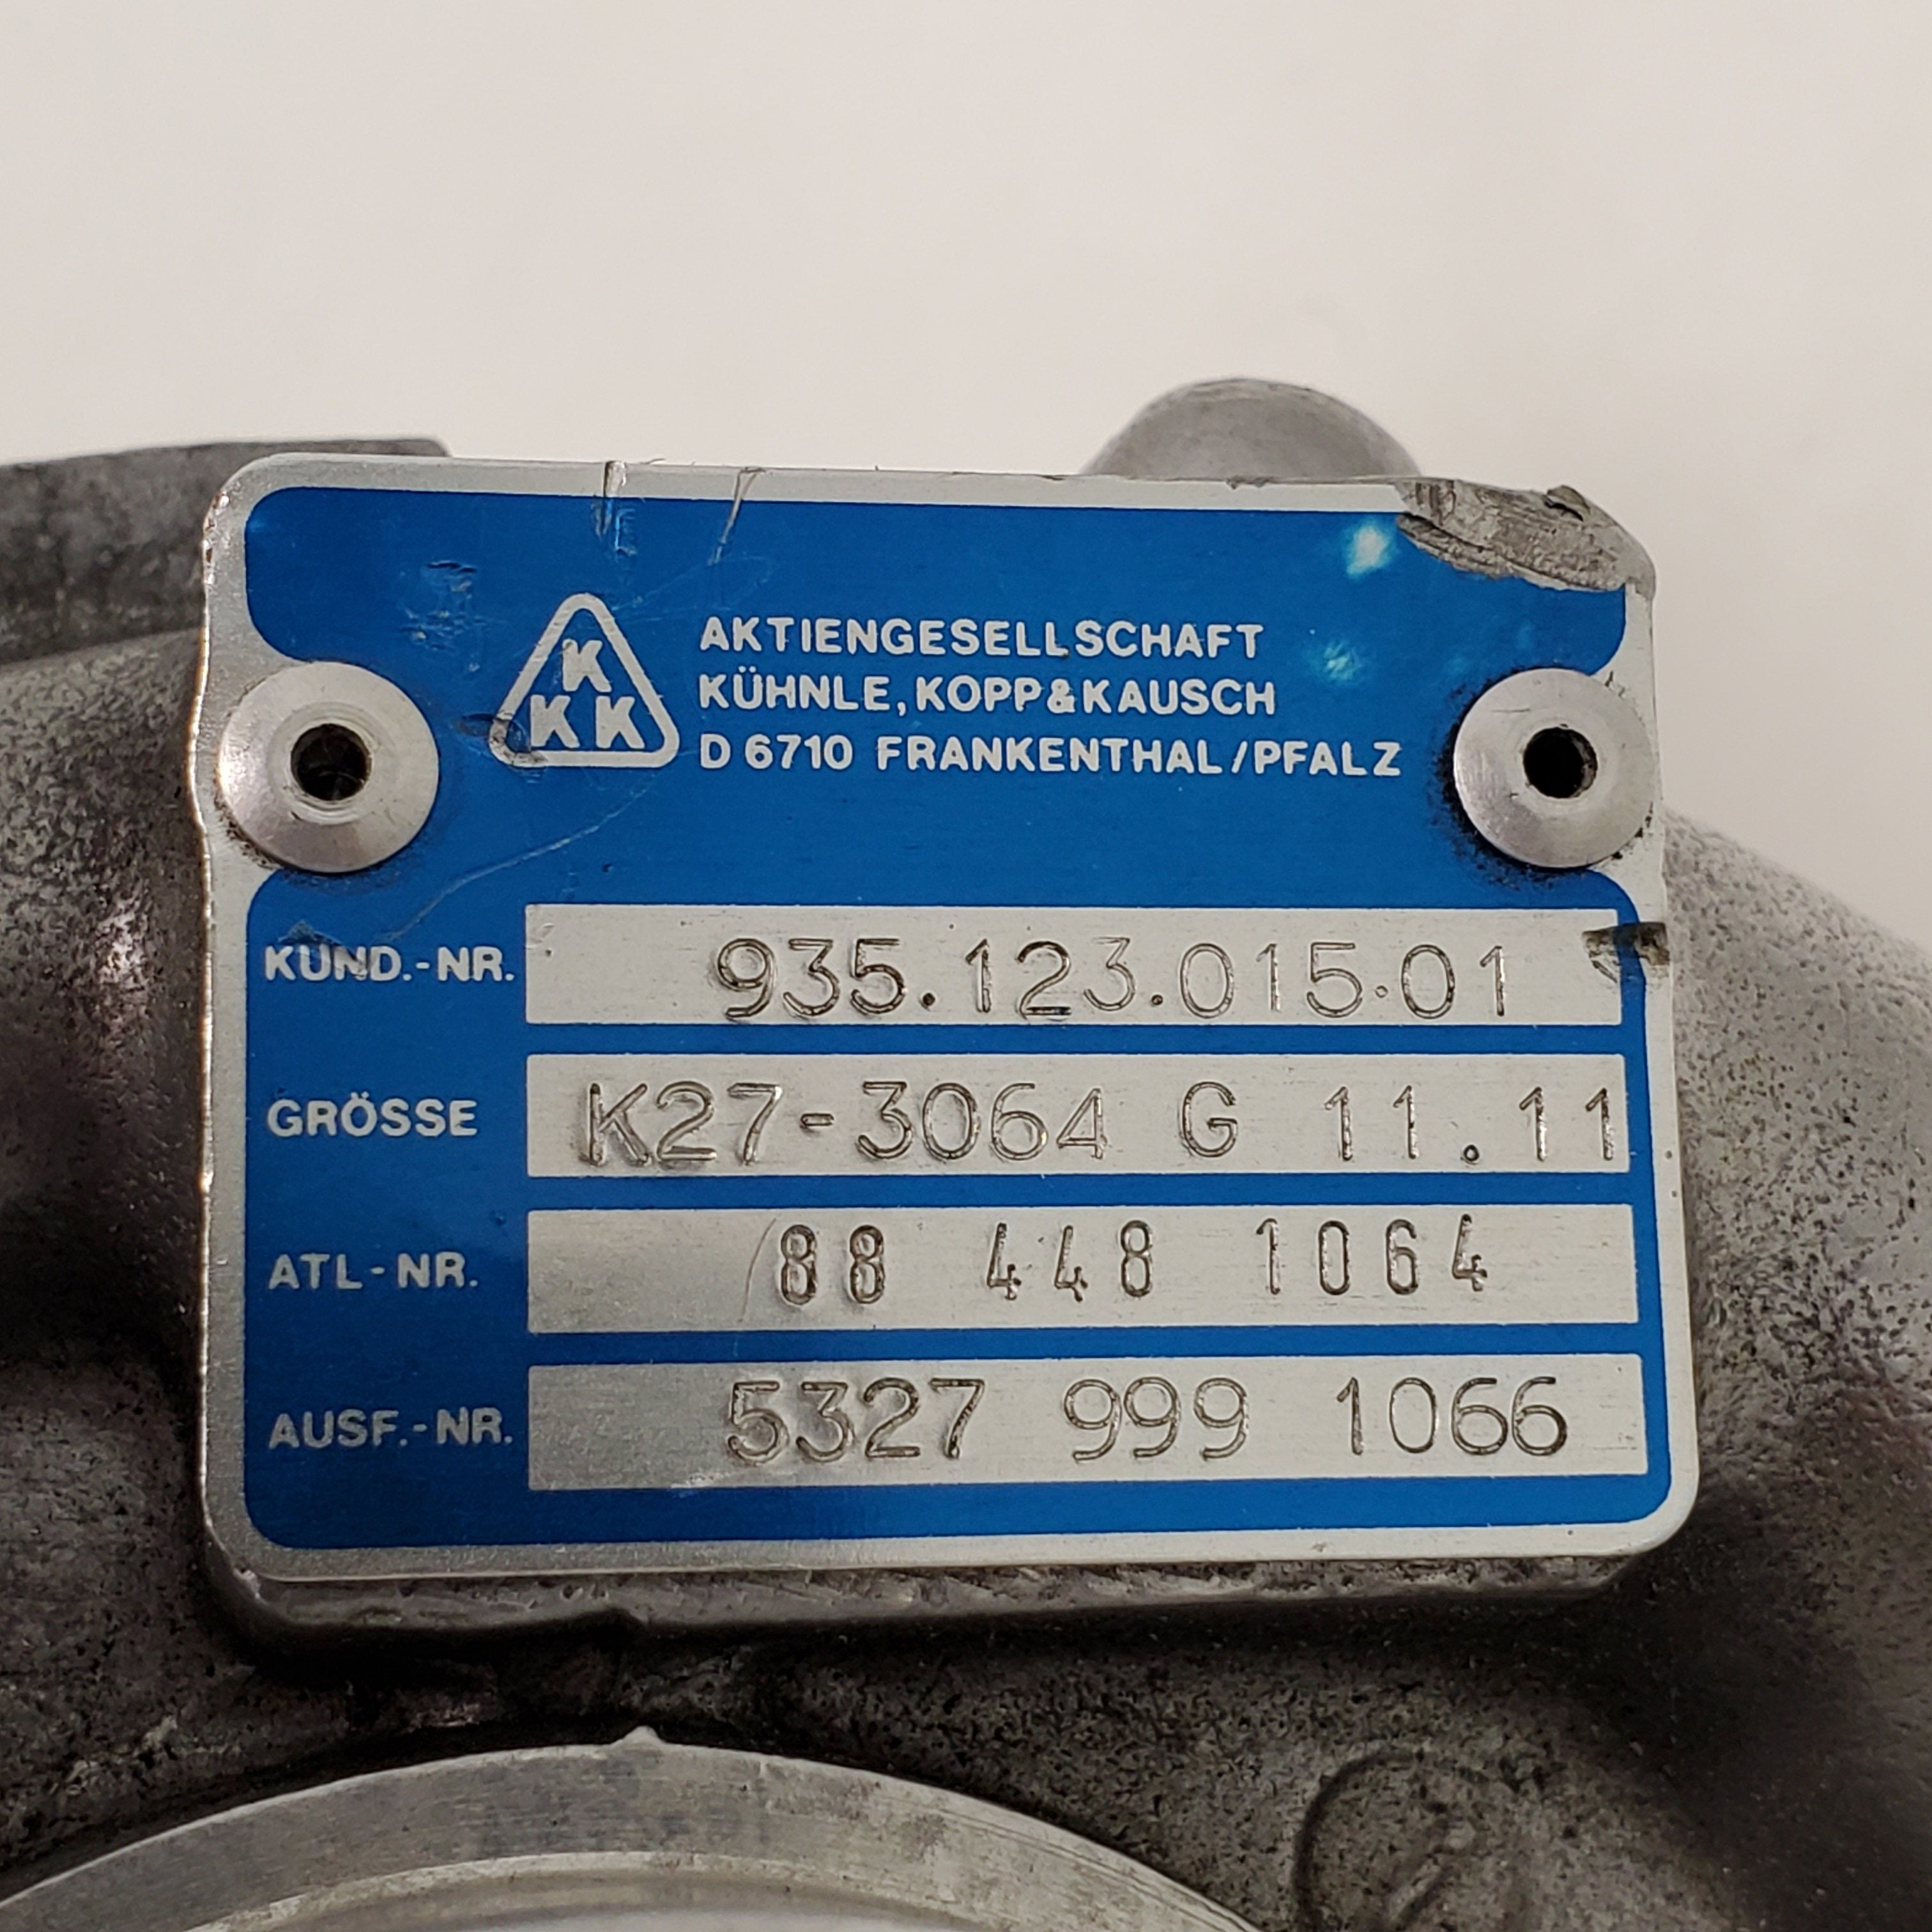 K
KK
AKTIENGESELLSCHAFT
KÜHNLE, KOPP & KAUSCH
D 6710 FRANKENTHAL/PFALZ
KUND.-NR. 935.123.015.01
GRÖSSE K27-3064 G 11.11
ATL-NR. 88 448 1064
AUSF.-NR. 5327 999 1066